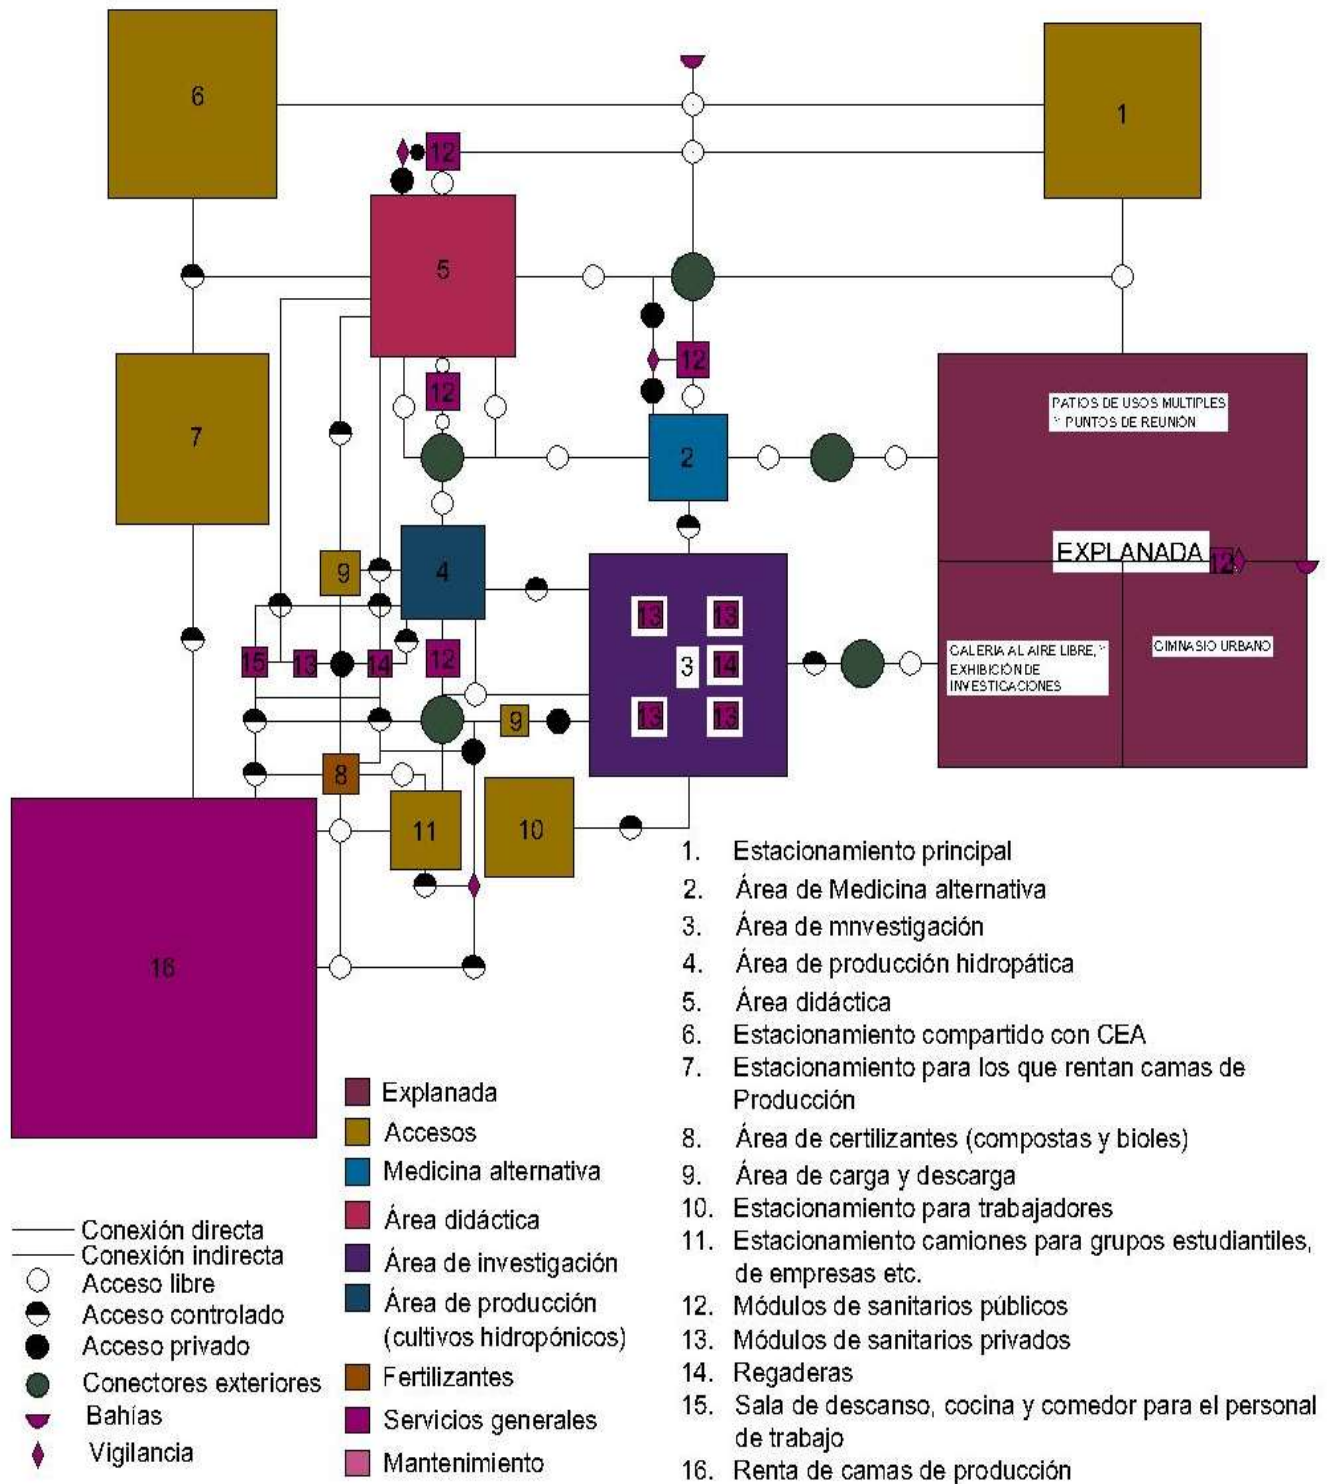 6
1
12
5
12
7
12
2
PATIOS DE USOS MULTIPLES
Y PUNTOS DE REUNIÓN
EXPLANADA
12
9
4
13
13
15
13
14
12
3
14
GALERIA AL AIRE LIBRE, Y
EXHIBICIÓN DE
INVESTIGACIONES
GIMNASIO URBANO
9
13
13
8
11
10
16
1. Estacionamiento principal
2. Área de Medicina alternativa
3. Área de mnvestigación
4. Área de producción hidropática
5. Área didáctica
6. Estacionamiento compartido con CEA
7. Estacionamiento para los que rentan camas de
Producción
8. Área de certilizantes (compostas y bioles)
9. Área de carga y descarga
10. Estacionamiento para trabajadores
11. Estacionamiento camiones para grupos estudiantiles,
de empresas etc.
12. Módulos de sanitarios públicos
13. Módulos de sanitarios privados
14. Regaderas
15. Sala de descanso, cocina y comedor para el personal
de trabajo
16. Renta de camas de producción
Explanada
Accesos
Medicina alternativa
Área didáctica
Área de investigación
Área de producción
(cultivos hidropónicos)
Fertilizantes
Servicios generales
Mantenimiento
Conexión directa
Conexión indirecta
Acceso libre
Acceso controlado
Acceso privado
Conectores exteriores
Bahías
Vigilancia